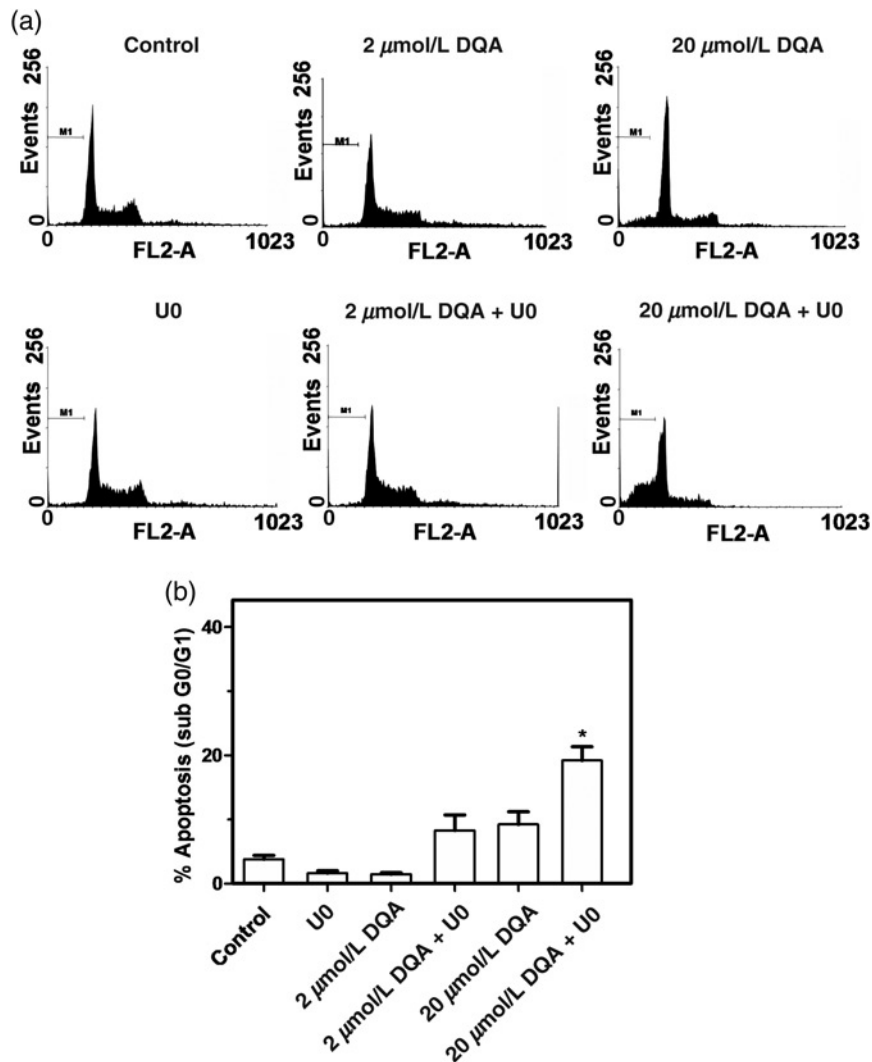 (a)
Control
256
Events
0
M1
0
1023
FL2-A
2 μmol/L DQA
256
Events
0
M1
0
1023
FL2-A
20 μmol/L DQA
256
Events
0
M1
0
1023
FL2-A
U0
256
Events
0
M1
0
1023
FL2-A
2 μmol/L DQA + U0
256
Events
0
M1
0
1023
FL2-A
20 μmol/L DQA + U0
256
Events
0
M1
0
1023
FL2-A
(b)
% Apoptosis (sub G0/G1)
40
20
0
*
Control
U0
2 μmol/L DQA
2 μmol/L DQA + U0
20 μmol/L DQA
20 μmol/L DQA + U0